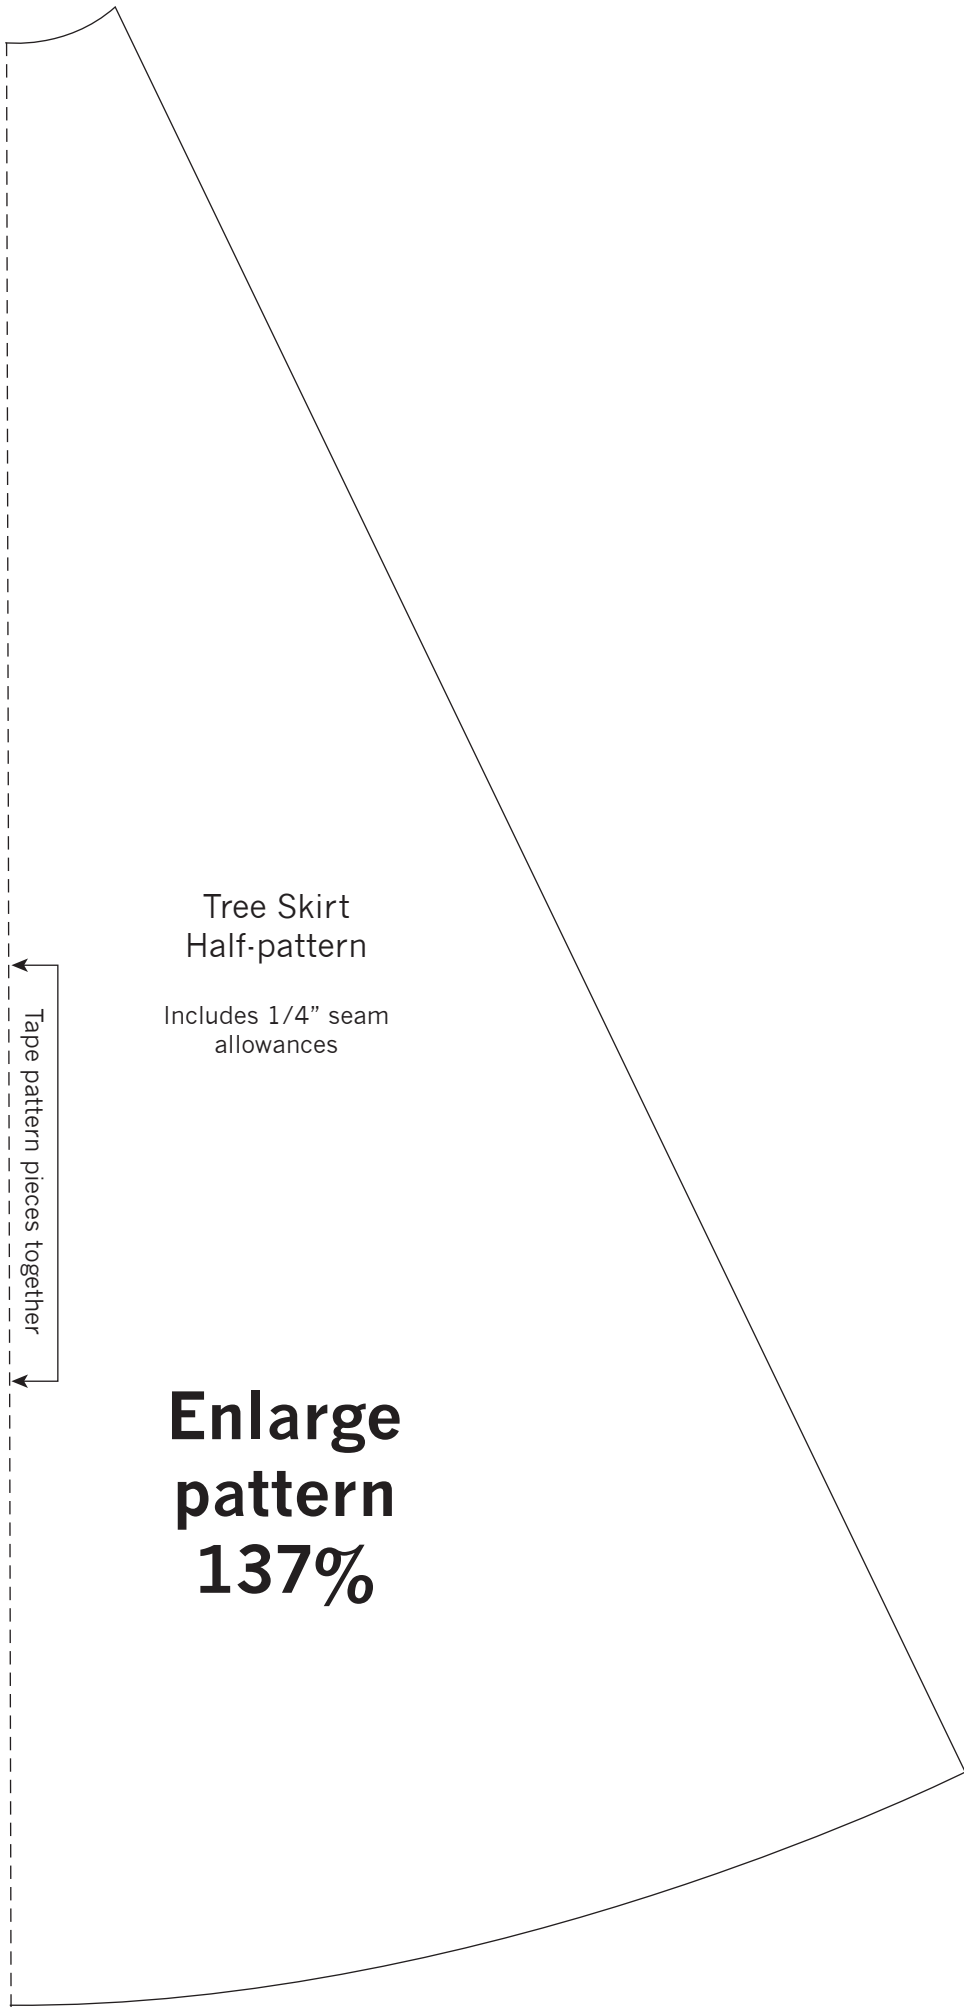 Tree Skirt
Half-pattern
Includes 1/4” seam
allowances
Tape pattern pieces together
Enlarge
pattern
137%